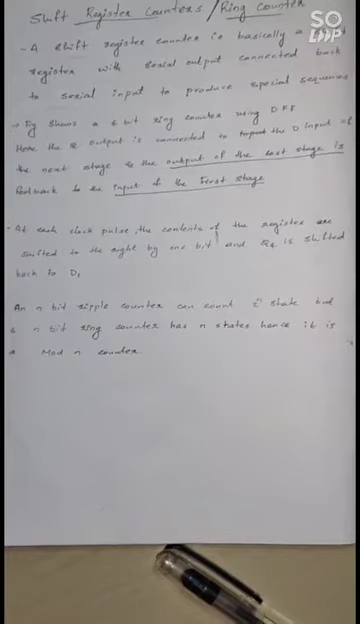 Shift Register Counters / Ring Counter
SO
LOOP
- A shift register counter is basically a
register with serial output connected back
to serial input to produce special sequences
→ Fig shows a 4 bit ring counter using D FF
Here the Q output is connected to the D input of
the next stage & the output of the last stage is
feedback to the input of the first stage
- At each clock pulse, the contents of the register are
shifted to the right by one bit and Q4 is shifted
back to D1
An n bit ripple counter can count 2ⁿ state but
a n bit ring counter has n states hence it is
a Mod n counter